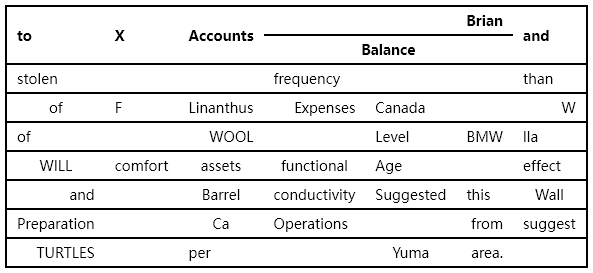 Brian
to X Accounts and
Balance
stolen frequency than
of F Linanthus Expenses Canada W
of WOOL Level BMW lla
WILL comfort assets functional Age effect
and Barrel conductivity Suggested this Wall
Preparation Ca Operations from suggest
TURTLES per Yuma area.